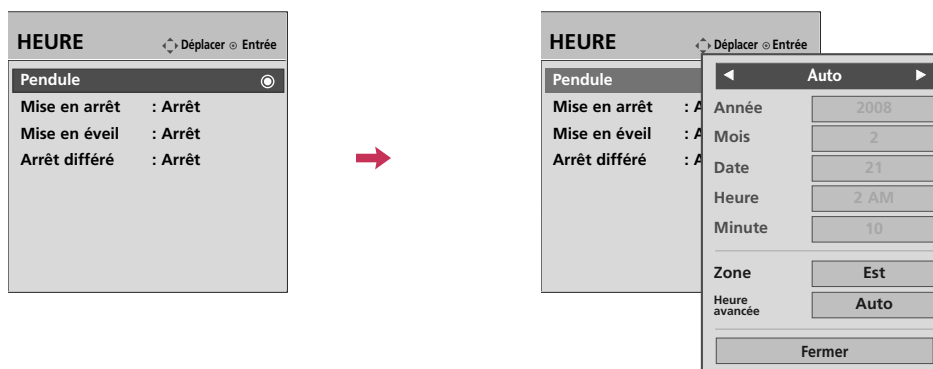 HEURE Déplacer Entrée
Pendule
Mise en arrêt : Arrêt
Mise en éveil : Arrêt
Arrêt différé : Arrêt
HEURE Déplacer Entrée
Pendule
Mise en arrêt : A
Mise en éveil : A
Arrêt différé : A
Auto
Année 2008
Mois 2
Date 21
Heure 2 AM
Minute 10
Zone Est
Heure
avancée Auto
Fermer